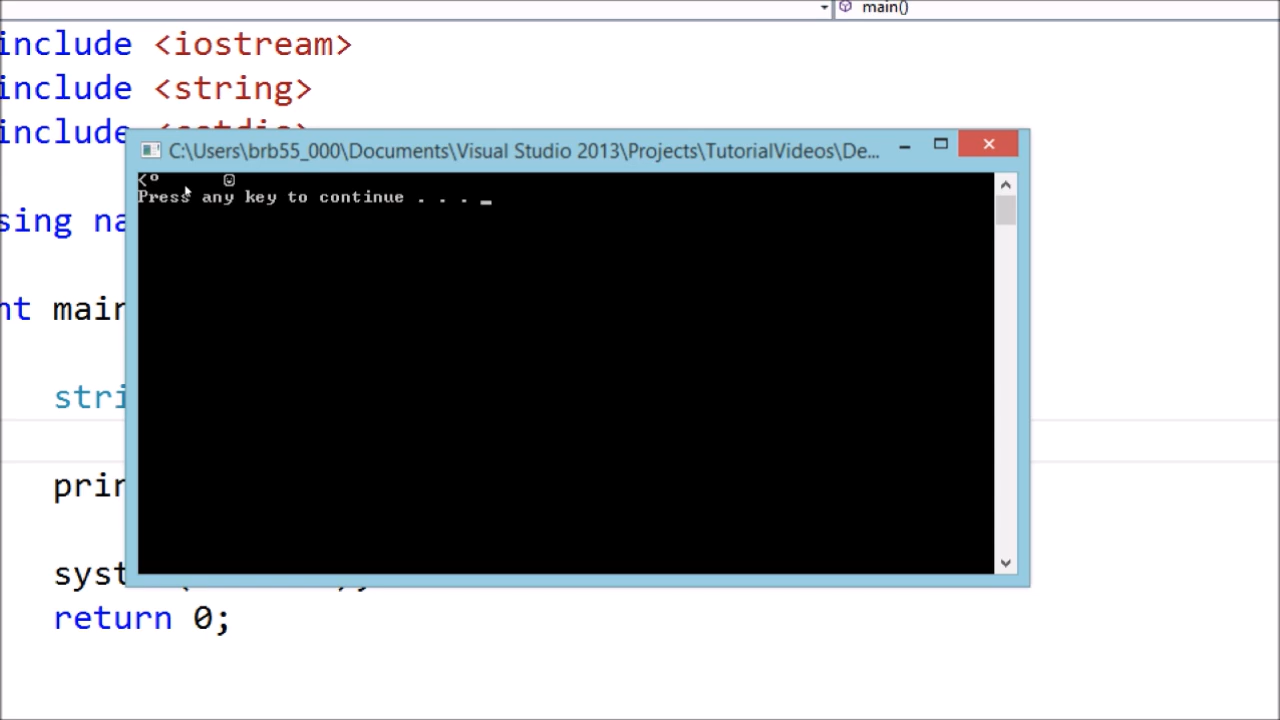 main()
include <iostream>
include <string>
include
C:\Users\brb55_000\Documents\Visual Studio 2013\Projects\TutorialVideos\De...
<º ☺
Press any key to continue . . . _
sing na
nt main
stri
prin
syst
return 0;